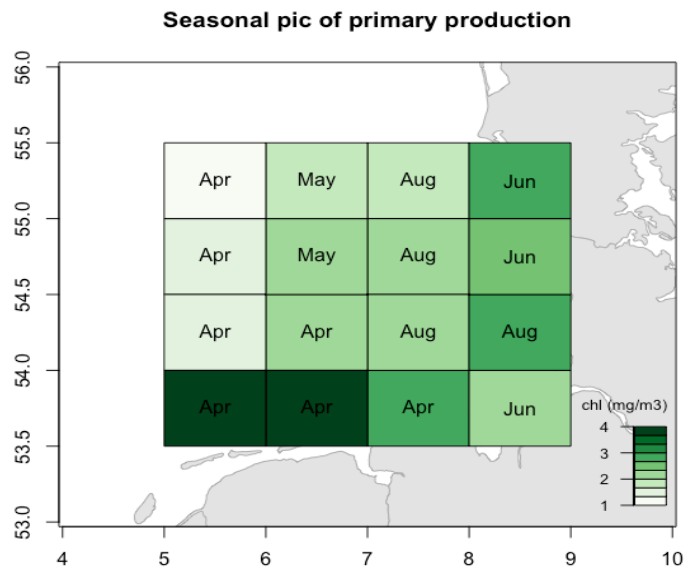 Seasonal pic of primary production
56.0
55.5
55.0
54.5
54.0
53.5
53.0
Apr May Aug Jun
Apr May Aug Jun
Apr Apr Aug Aug
Apr Apr Apr Jun
chl (mg/m3)
4
3
2
1
4 5 6 7 8 9 10